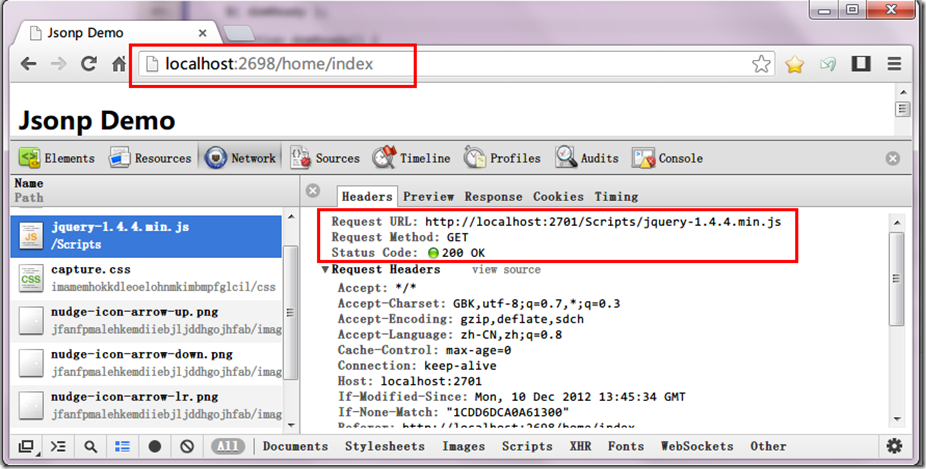 Jsonp Demo
localhost:2698/home/index
Jsonp Demo
Elements Resources Network Sources Timeline Profiles Audits Console
Name
Path
jquery-1.4.4.min.js
/Scripts
capture.css
imamemhokkdleoelohnmkimbmpfglcil/css
nudge-icon-arrow-up.png
jfanfpmalehkemdiiebjljddhgojhfab/imag
nudge-icon-arrow-down.png
jfanfpmalehkemdiiebjljddhgojhfab/imag
nudge-icon-arrow-lr.png
jfanfpmalehkemdiiebjljddhgojhfab/imag
Headers Preview Response Cookies Timing
Request URL: http://localhost:2701/Scripts/jquery-1.4.4.min.js
Request Method: GET
Status Code: 200 OK
Request Headers view source
Accept: */*
Accept-Charset: GBK,utf-8;q=0.7,*;q=0.3
Accept-Encoding: gzip,deflate,sdch
Accept-Language: zh-CN,zh;q=0.8
Cache-Control: max-age=0
Connection: keep-alive
Host: localhost:2701
If-Modified-Since: Mon, 10 Dec 2012 13:45:34 GMT
If-None-Match: "1CDD6DCA0A61300"
Referer: http://localhost:2698/home/index
All Documents Stylesheets Images Scripts XHR Fonts WebSockets Other